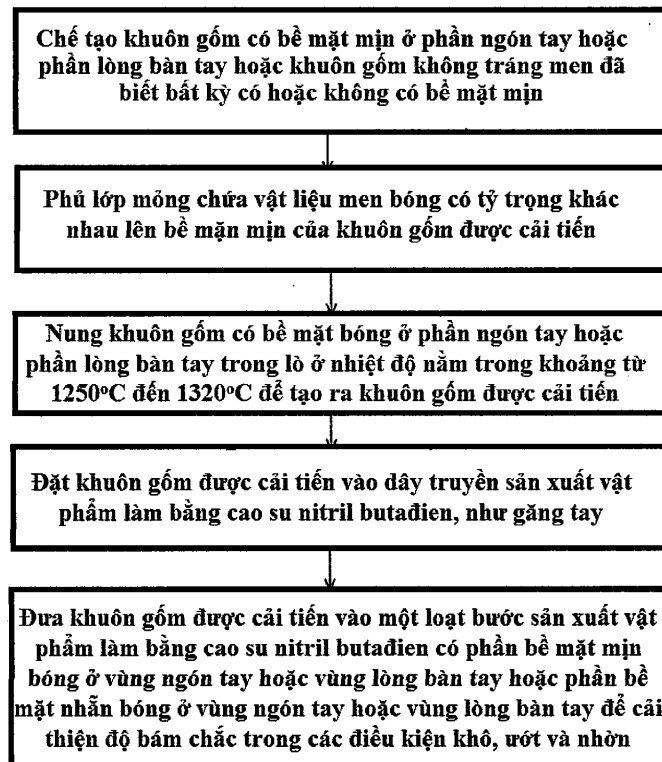 Chế tạo khuôn gốm có bề mặt mịn ở phần ngón tay hoặc
phần lòng bàn tay hoặc khuôn gốm không tráng men đã
biết bất kỳ có hoặc không có bề mặt mịn
Phủ lớp mỏng chứa vật liệu men bóng có tỷ trọng khác
nhau lên bề mặn mịn của khuôn gốm được cải tiến
Nung khuôn gốm có bề mặt bóng ở phần ngón tay hoặc
phần lòng bàn tay trong lò ở nhiệt độ nằm trong khoảng từ
1250°C đến 1320°C để tạo ra khuôn gốm được cải tiến
Đặt khuôn gốm được cải tiến vào dây truyền sản xuất vật
phẩm làm bằng cao su nitril butađien, như găng tay
Đưa khuôn gốm được cải tiến vào một loạt bước sản xuất vật
phẩm làm bằng cao su nitril butađien có phần bề mặt mịn
bóng ở vùng ngón tay hoặc vùng lòng bàn tay hoặc phần bề
mặt nhẵn bóng ở vùng ngón tay hoặc vùng lòng bàn tay để cải
thiện độ bám chắc trong các điều kiện khô, ướt và nhờn